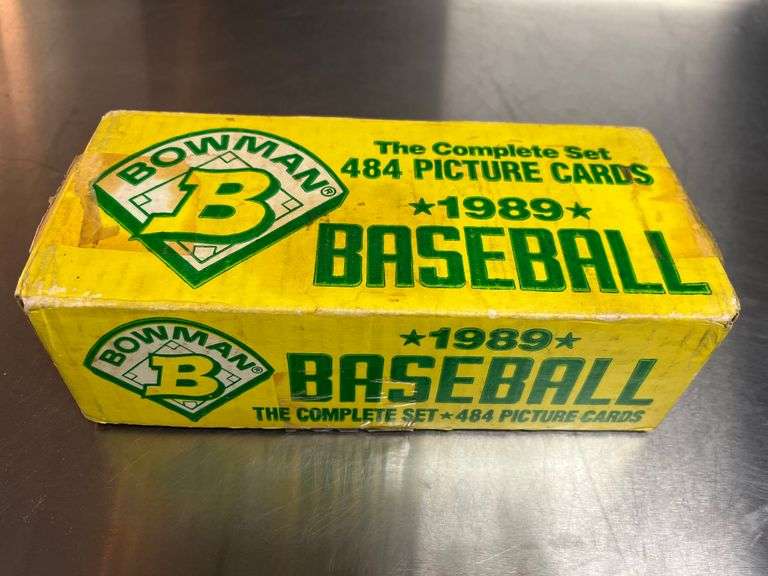 BOWMAN®
B
The Complete Set
484 PICTURE CARDS
★1989★
BASEBALL
BOWMAN®
B
★1989★
BASEBALL
THE COMPLETE SET★484 PICTURE CARDS